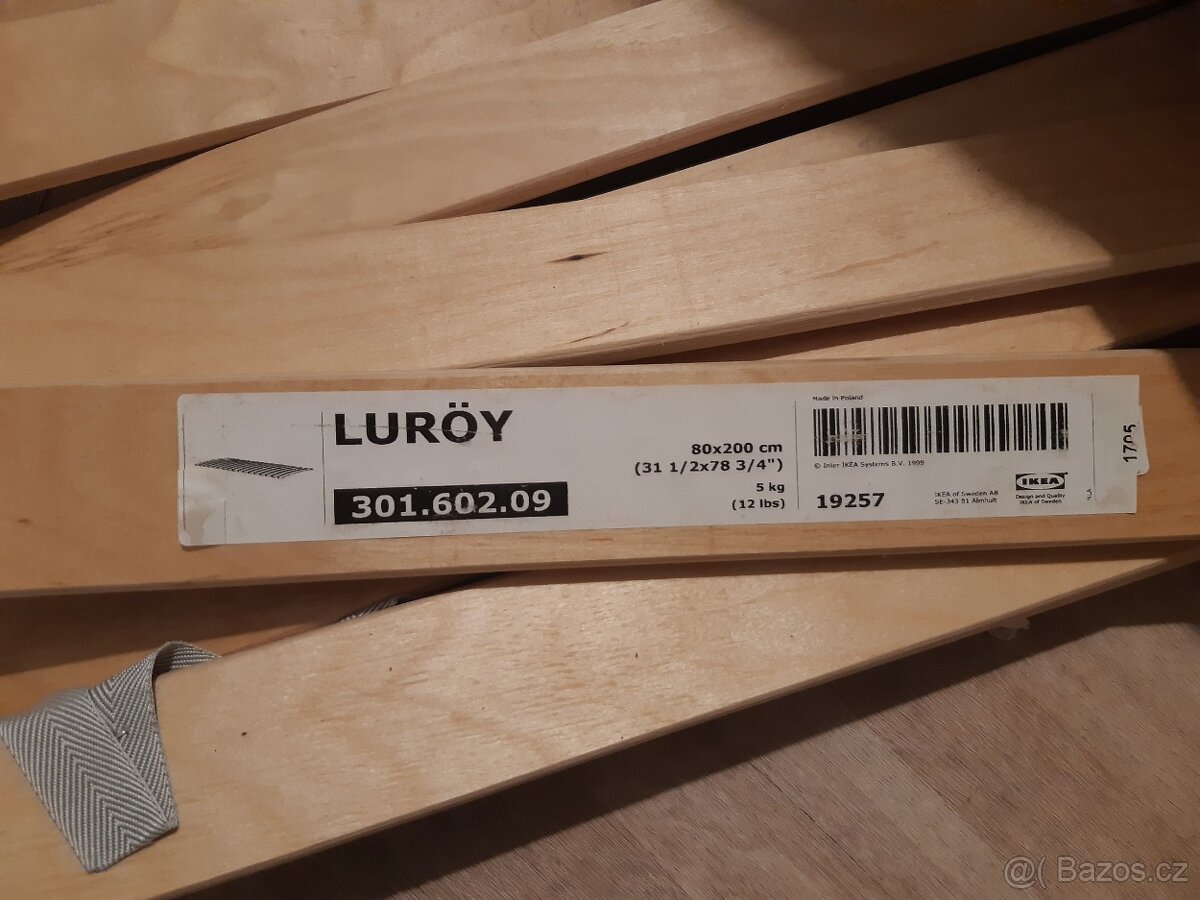 LURÖY
301.602.09
80x200 cm
(31 1/2x78 3/4")
5 kg
(12 lbs)
Made in Poland
© Inter IKEA Systems B.V. 1999
19257
IKEA of Sweden AB
SE-343 81 Älmhult
IKEA
Design and Quality
IKEA of Sweden
1705
@( Bazos.cz